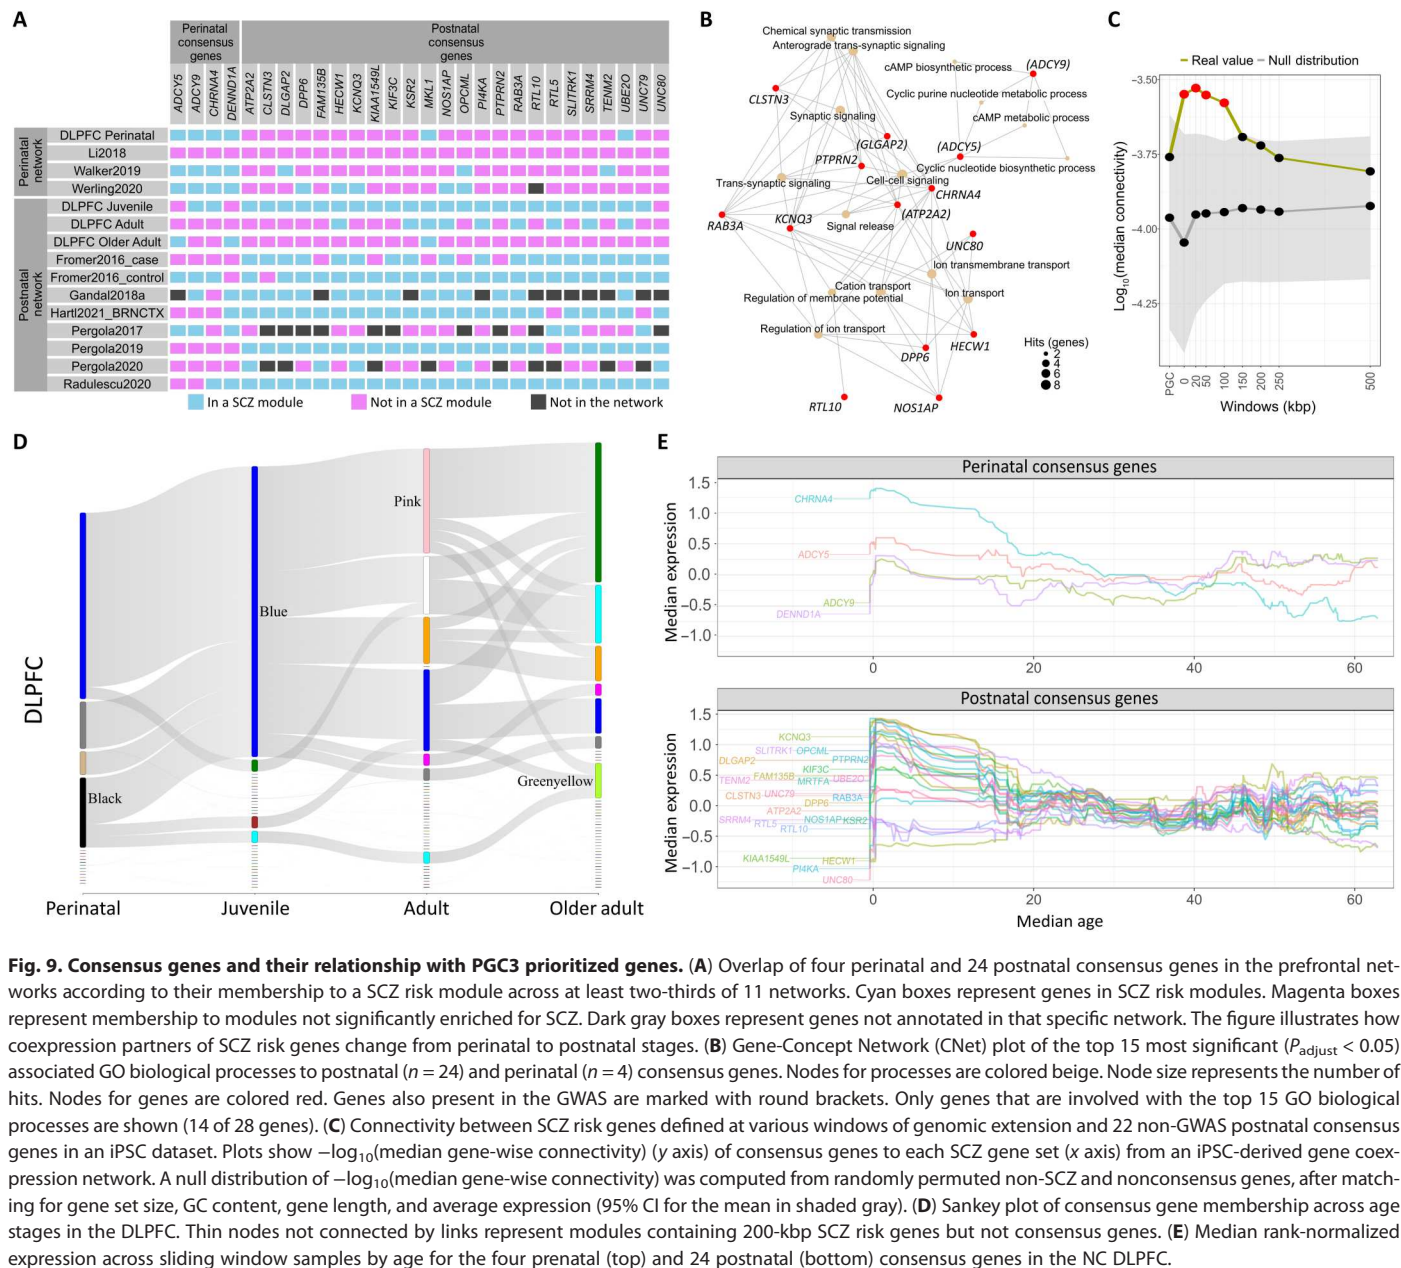 A
Perinatal
consensus
genes
Postnatal
consensus
genes
ADCY5
ADCY9
CHRNA4
DENND1A
ATP2A2
CLSTN3
DLGAP2
DPP6
FAM135B
HECW1
KCNQ3
KIAA1549L
KIF3C
KSR2
MKL1
NOS1AP
OPCML
PI4KA
PTPRN2
RAB3A
RTL10
RTL5
SLITRK1
SRRM4
TENM2
UBE2O
UNC79
UNC80
Perinatal
network
DLPFC Perinatal
Li2018
Walker2019
Werling2020
Postnatal
network
DLPFC Juvenile
DLPFC Adult
DLPFC Older Adult
Fromer2016_case
Fromer2016_control
Gandal2018a
Hartl2021_BRNCTX
Pergola2017
Pergola2019
Pergola2020
Radulescu2020
In a SCZ module
Not in a SCZ module
Not in the network
B
Chemical synaptic transmission
Anterograde trans-synaptic signaling
cAMP biosynthetic process
(ADCY9)
CLSTN3
Cyclic purine nucleotide metabolic process
Synaptic signaling
cAMP metabolic process
(GLGAP2)
(ADCY5)
PTPRN2
Cyclic nucleotide biosynthetic process
Trans-synaptic signaling
Cell-cell signaling
CHRNA4
RAB3A
KCNQ3
(ATP2A2)
Signal release
UNC80
Ion transmembrane transport
Cation transport
Regulation of membrane potential
Ion transport
Regulation of ion transport
HECW1
DPP6
Hits (genes)
2
4
6
8
RTL10
NOS1AP
C
Real value
Null distribution
−3.50
−3.75
−4.00
−4.25
Log10(median connectivity)
PGC
0
20
50
100
150
200
250
500
Windows (kbp)
D
DLPFC
Pink
Blue
Black
Greenyellow
Perinatal
Juvenile
Adult
Older adult
E
Perinatal consensus genes
Median expression
1.5
1.0
0.5
0.0
−0.5
−1.0
CHRNA4
ADCY5
ADCY9
DENND1A
0
20
40
60
Postnatal consensus genes
Median expression
1.5
1.0
0.5
0.0
−0.5
−1.0
KCNQ3
SLITRK1
OPCML
DLGAP2
PTPRN2
KIF3C
TENM2
FAM135B
MRTFA
UBE2O
CLSTN3
UNC79
RAB3A
DPP6
ATP2A2
SRRM4
RTL5
NOS1AP
KSR2
RTL10
KIAA1549L
HECW1
PI4KA
UNC80
0
20
40
60
Median age
Fig. 9. Consensus genes and their relationship with PGC3 prioritized genes. (A) Overlap of four perinatal and 24 postnatal consensus genes in the prefrontal net-
works according to their membership to a SCZ risk module across at least two-thirds of 11 networks. Cyan boxes represent genes in SCZ risk modules. Magenta boxes
represent membership to modules not significantly enriched for SCZ. Dark gray boxes represent genes not annotated in that specific network. The figure illustrates how
coexpression partners of SCZ risk genes change from perinatal to postnatal stages. (B) Gene-Concept Network (CNet) plot of the top 15 most significant (Padjust < 0.05)
associated GO biological processes to postnatal (n = 24) and perinatal (n = 4) consensus genes. Nodes for processes are colored beige. Node size represents the number of
hits. Nodes for genes are colored red. Genes also present in the GWAS are marked with round brackets. Only genes that are involved with the top 15 GO biological
processes are shown (14 of 28 genes). (C) Connectivity between SCZ risk genes defined at various windows of genomic extension and 22 non-GWAS postnatal consensus
genes in an iPSC dataset. Plots show −log10(median gene-wise connectivity) (y axis) of consensus genes to each SCZ gene set (x axis) from an iPSC-derived gene coex-
pression network. A null distribution of −log10(median gene-wise connectivity) was computed from randomly permuted non-SCZ and nonconsensus genes, after match-
ing for gene set size, GC content, gene length, and average expression (95% CI for the mean in shaded gray). (D) Sankey plot of consensus gene membership across age
stages in the DLPFC. Thin nodes not connected by links represent modules containing 200-kbp SCZ risk genes but not consensus genes. (E) Median rank-normalized
expression across sliding window samples by age for the four prenatal (top) and 24 postnatal (bottom) consensus genes in the NC DLPFC.